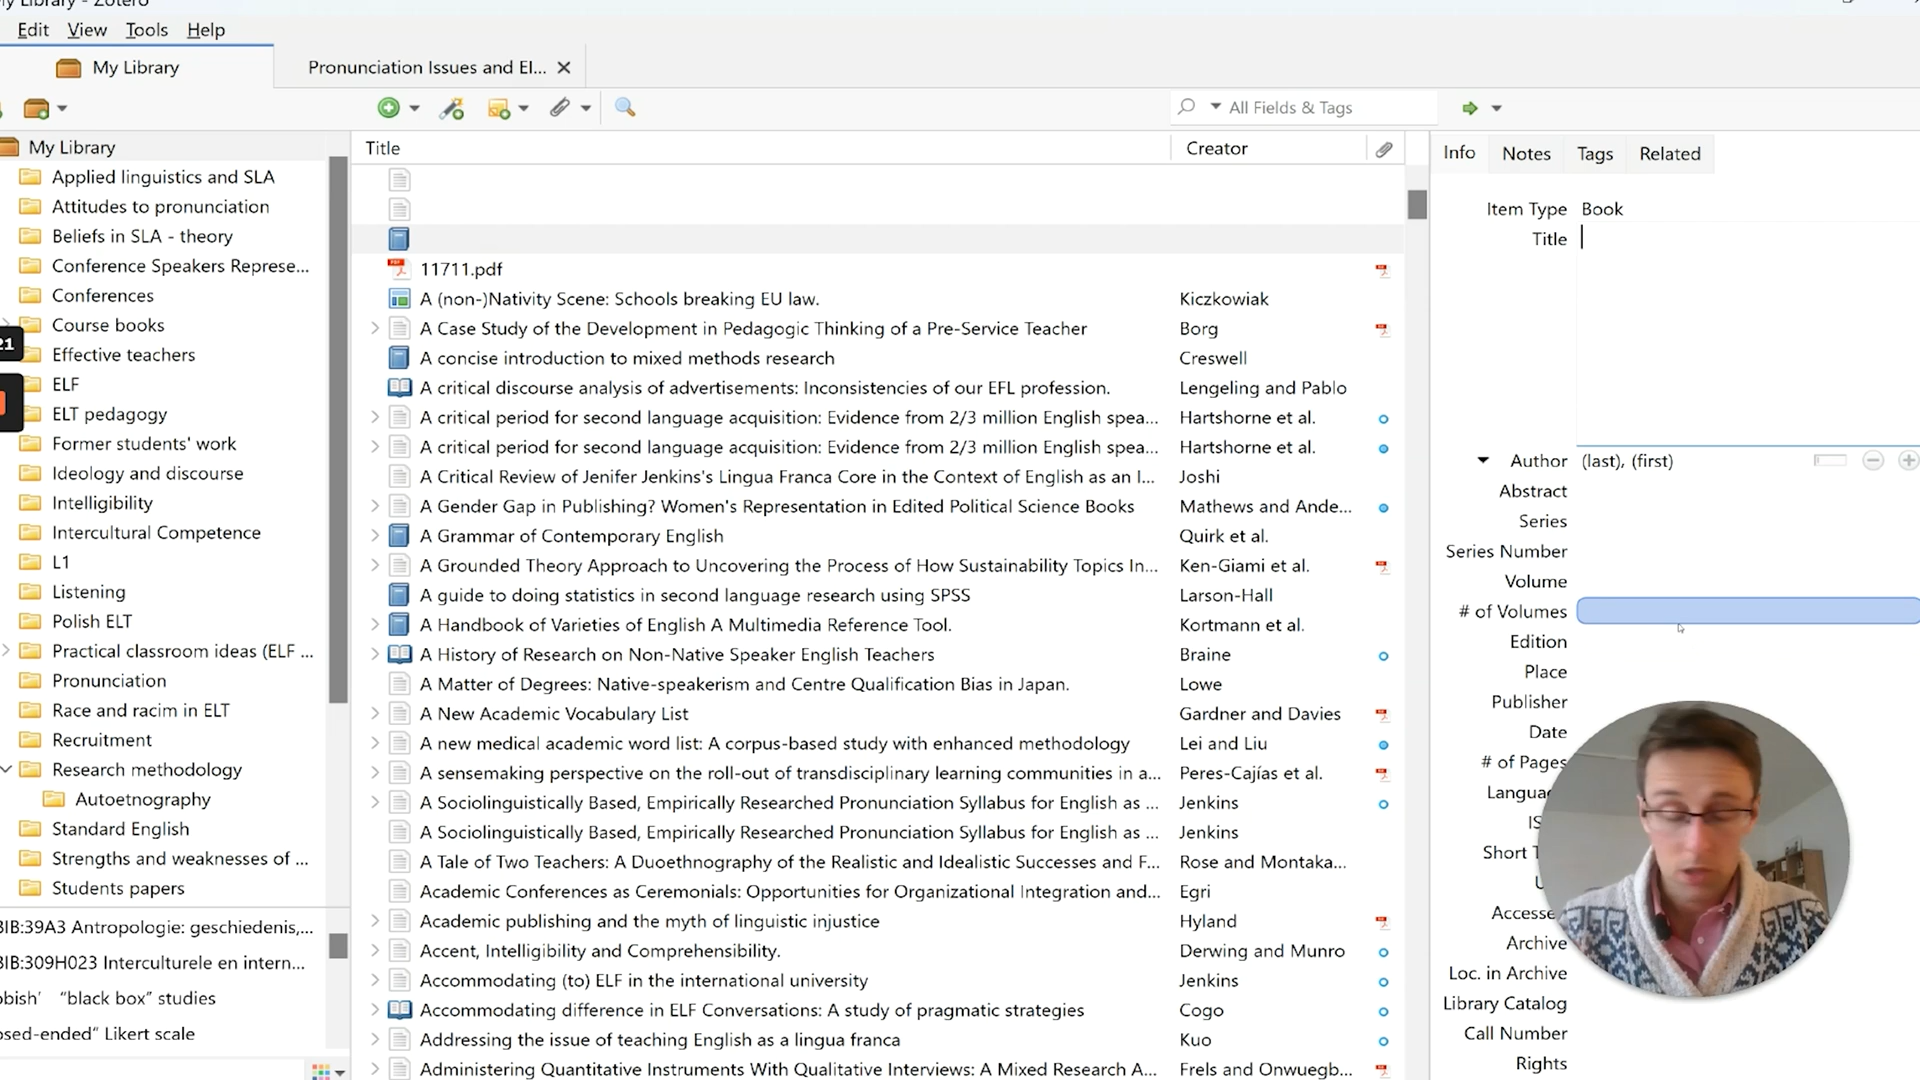 Edit View Tools Help
My Library
Pronunciation Issues and El...
All Fields & Tags
My Library
Applied linguistics and SLA
Attitudes to pronunciation
Beliefs in SLA - theory
Conference Speakers Represe...
Conferences
Course books
21
Effective teachers
ELF
ELT pedagogy
Former students' work
Ideology and discourse
Intelligibility
Intercultural Competence
L1
Listening
Polish ELT
Practical classroom ideas (ELF ...
Pronunciation
Race and racim in ELT
Recruitment
Research methodology
Autoetnography
Standard English
Strengths and weaknesses of ...
Students papers
BIB:39A3 Antropologie: geschiedenis,...
BIB:309H023 Interculturele en intern...
“black box” studies
Likert scale
Title Creator
11711.pdf
A (non-)Nativity Scene: Schools breaking EU law. Kiczkowiak
A Case Study of the Development in Pedagogic Thinking of a Pre-Service Teacher Borg
A concise introduction to mixed methods research Creswell
A critical discourse analysis of advertisements: Inconsistencies of our EFL profession. Lengeling and Pablo
A critical period for second language acquisition: Evidence from 2/3 million English spea... Hartshorne et al.
A critical period for second language acquisition: Evidence from 2/3 million English spea... Hartshorne et al.
A Critical Review of Jenifer Jenkins's Lingua Franca Core in the Context of English as an I... Joshi
A Gender Gap in Publishing? Women's Representation in Edited Political Science Books Mathews and Ande...
A Grammar of Contemporary English Quirk et al.
A Grounded Theory Approach to Uncovering the Process of How Sustainability Topics In... Ken-Giami et al.
A guide to doing statistics in second language research using SPSS Larson-Hall
A Handbook of Varieties of English A Multimedia Reference Tool. Kortmann et al.
A History of Research on Non-Native Speaker English Teachers Braine
A Matter of Degrees: Native-speakerism and Centre Qualification Bias in Japan. Lowe
A New Academic Vocabulary List Gardner and Davies
A new medical academic word list: A corpus-based study with enhanced methodology Lei and Liu
A sensemaking perspective on the roll-out of transdisciplinary learning communities in a... Peres-Cajías et al.
A Sociolinguistically Based, Empirically Researched Pronunciation Syllabus for English as ... Jenkins
A Sociolinguistically Based, Empirically Researched Pronunciation Syllabus for English as ... Jenkins
A Tale of Two Teachers: A Duoethnography of the Realistic and Idealistic Successes and F... Rose and Montaka...
Academic Conferences as Ceremonials: Opportunities for Organizational Integration and... Egri
Academic publishing and the myth of linguistic injustice Hyland
Accent, Intelligibility and Comprehensibility. Derwing and Munro
Accommodating (to) ELF in the international university Jenkins
Accommodating difference in ELF Conversations: A study of pragmatic strategies Cogo
Addressing the issue of teaching English as a lingua franca Kuo
Administering Quantitative Instruments With Qualitative Interviews: A Mixed Research A... Frels and Onwuegb...
Info Notes Tags Related
Item Type Book
Title
Author (last), (first)
Abstract
Series
Series Number
Volume
# of Volumes
Edition
Place
Publisher
Date
# of Pages
Archive
Loc. in Archive
Library Catalog
Call Number
Rights